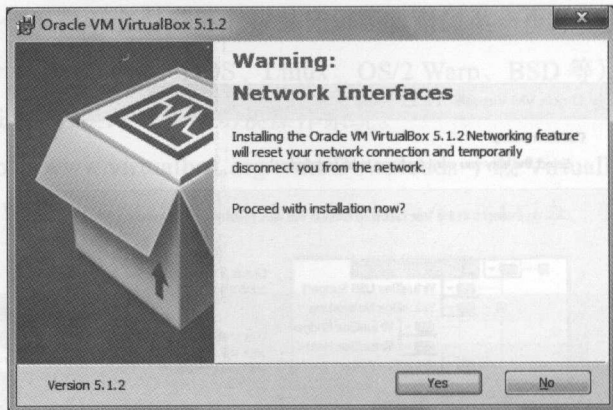 Oracle VM VirtualBox 5.1.2
Warning:
Network Interfaces
Installing the Oracle VM VirtualBox 5.1.2 Networking feature
will reset your network connection and temporarily
disconnect you from the network.
Proceed with installation now?
Version 5.1.2
Yes
No